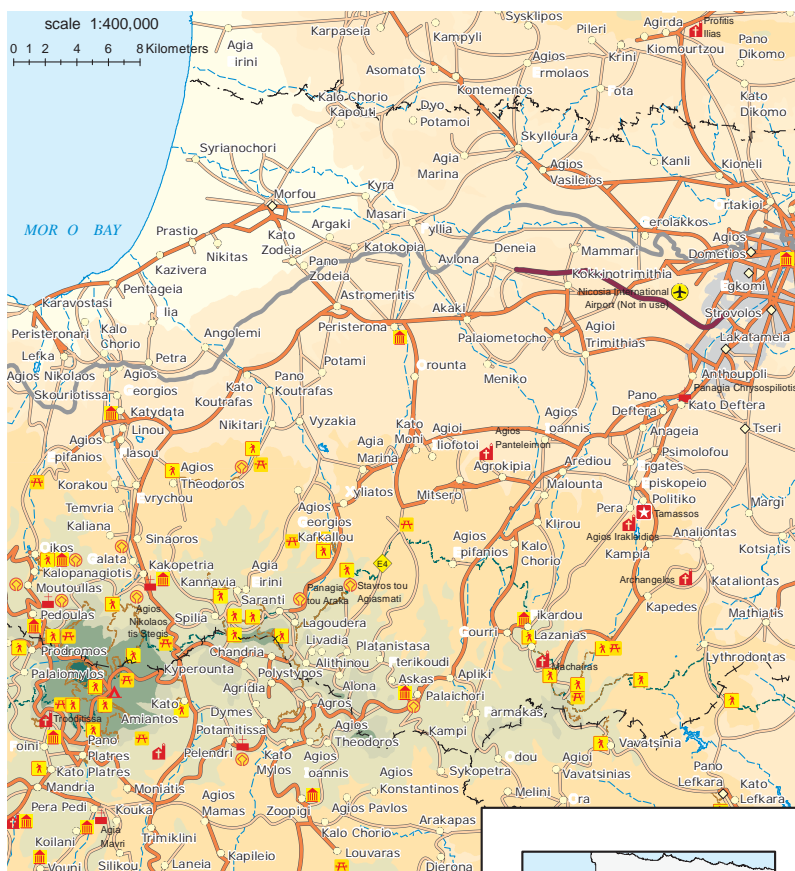 scale 1:400,000
0 1 2 4 6 8 Kilometers
MOR O BAY
Karpaseia
Sysklipos
Agirda
Profitis
Ilias
Agia
irini
Kampyli
Pileri
Krini
Kiomourtzou
Pano
Dikomo
Asomatos
Agios
rmolaos
Kontemenos
ota
Kato
Dikomo
Kalo Chorio
Kapouti
Dyo
Potamoi
Skylloura
Syrianochori
Agia
Marina
Agios
Vasileios
Kanli
Kioneli
Morfou
Kyra
Masari
rtakioi
erolakkos
Argaki
yllia
Prastio
Kato
Zodeia
Katokopia
Deneia
Mammari
Agios
Dometios
Nikitas
Avlona
Kazivera
Pano
Zodeia
Kokkinotrimithia
Pentageia
Nicosia International
Airport (Not in use)
gkomi
Karavostasi
lia
Astromeritis
Akaki
Strovolos
Peristeronari
Kalo
Chorio
Angolemi
Peristerona
Palaiometocho
Agioi
Trimithias
Lakatameia
Lefka
Petra
Potami
Agios Nikolaos
Agios
eorgios
rounta
Meniko
Anthoupoli
Skouriotissa
Kato
Koutrafas
Pano
Koutrafas
Panagia Chrysospiliotis
Pano
Deftera
Kato Deftera
Katydata
Linou
Nikitari
Vyzakia
Kato
Moni
Agioi
liofotoi
Agios
Panteleimon
Agios
oannis
Anageia
Tseri
Agios
pifanios
lasou
Agia
Marina
Psimolofou
Agrokipia
Arediou
rgates
Agios
Theodoros
Korakou
vrychou
yliatos
Mitsero
Malounta
piskopeio
Politiko
Temvria
Agios
eorgios
Kafkallou
Pera
Tamassos
Margi
Kaliana
Klirou
Agios Irakleidios
Analiontas
Sinaoros
Kalo
Chorio
Kampia
Kotsiatis
ikos
alata
Kakopetria
Agios
pifanios
Kalopanagiotis
Kannavia
Agia
irini
E4
Archangelos
Kataliontas
Moutoullas
Panagia
tou Araka
Stavros tou
Agiasmati
Agios
Nikolaos
tis Stegis
Saranti
Kapedes
Pedoulas
Spilia
Lagoudera
ikardou
Mathiatis
Livadia
ourri
Lazanias
Prodromos
Chandria
Platanistasa
Palaiomylos
Kyperounta
Alithinou
terikoudi
Machairas
Lythrodontas
Polystypos
Askas
Apliki
Agridia
Alona
Palaichori
Kato
Amiantos
Agros
Trooditissa
Dymes
armakas
Potamitissa
Agios
Theodoros
Kampi
oini
Pano
Platres
Pelendri
Kato
Mylos
odou
Agioi
Vavatsinias
Vavatsinia
Kato Platres
Agios
Ioannis
Agios
Konstantinos
Sykopetra
Pano
Lefkara
Mandria
Moniatis
Melini
ra
Kato
Lefkara
Pera Pedi
Kouka
Agios
Mamas
Zoopigi
Agios Pavlos
Arakapas
Agia
Mavri
Koilani
Trimiklini
Kalo Chorio
Kapileio
Louvaras
Vouni
Silikou
Laneia
Dierona